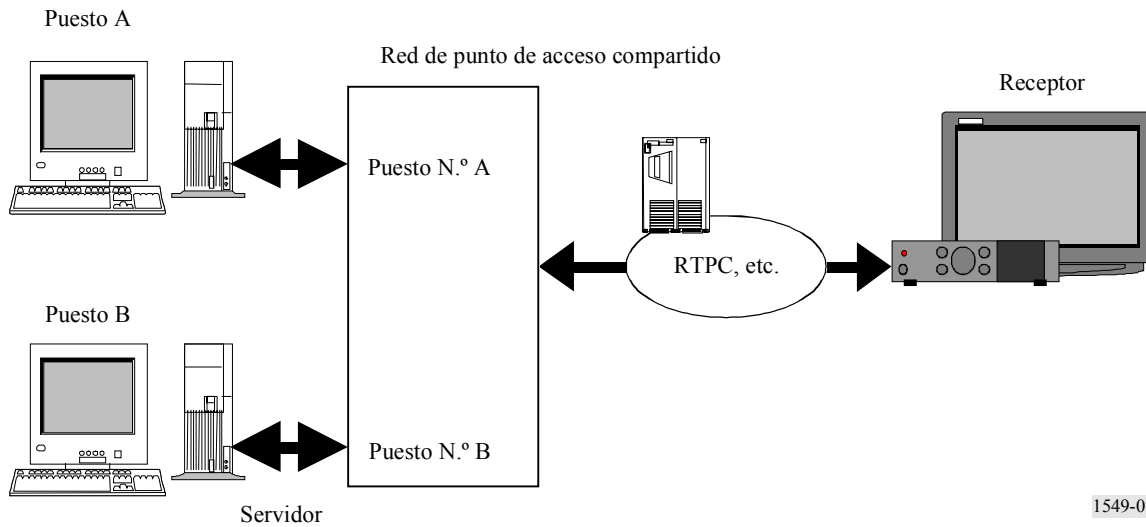 Puesto A
Red de punto de acceso compartido
Receptor
Puesto N.º A
RTPC, etc.
Puesto B
Puesto N.º B
Servidor
1549-0